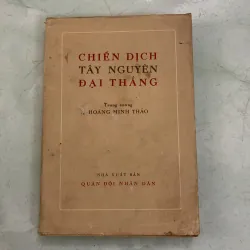 CHIẾN DỊCH
TÂY NGUYÊN
ĐẠI THẮNG
Trung tướng
HOÀNG MINH THẢO
NHÀ XUẤT BẢN
QUÂN ĐỘI NHÂN DÂN